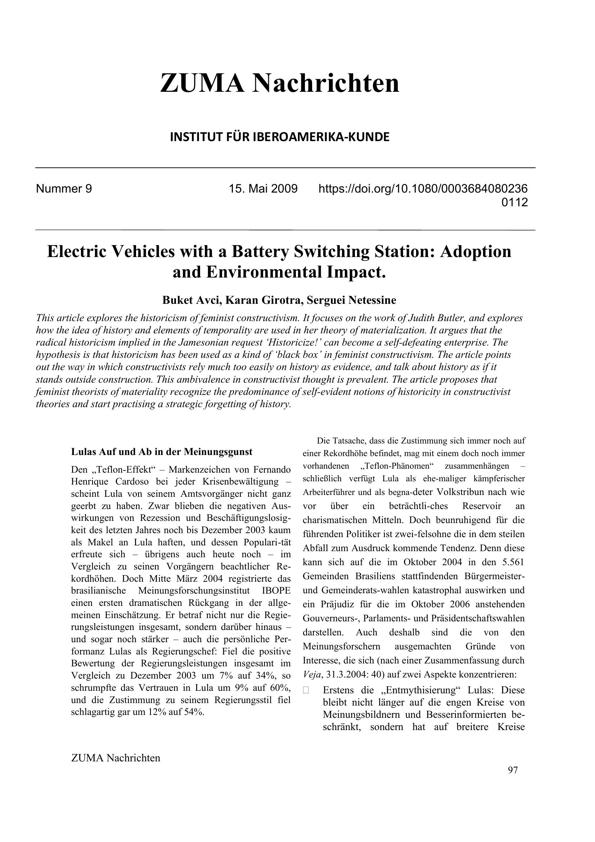 ZUMA Nachrichten
INSTITUT FÜR IBEROAMERIKA-KUNDE
Nummer 9
15. Mai 2009
https://doi.org/10.1080/0003684080236
0112
Electric Vehicles with a Battery Switching Station: Adoption
and Environmental Impact.
Buket Avci, Karan Girotra, Serguei Netessine
This article explores the historicism of feminist constructivism. It focuses on the work of Judith Butler, and explores
how the idea of history and elements of temporality are used in her theory of materialization. It argues that the
radical historicism implied in the Jamesonian request ‘Historicize!’ can become a self-defeating enterprise. The
hypothesis is that historicism has been used as a kind of ‘black box’ in feminist constructivism. The article points
out the way in which constructivists rely much too easily on history as evidence, and talk about history as if it
stands outside construction. This ambivalence in constructivist thought is prevalent. The article proposes that
feminist theorists of materiality recognize the predominance of self-evident notions of historicity in constructivist
theories and start practising a strategic forgetting of history.
Lulas Auf und Ab in der Meinungsgunst
Den „Teflon-Effekt“ – Markenzeichen von Fernando
Henrique Cardoso bei jeder Krisenbewältigung –
scheint Lula von seinem Amtsvorgänger nicht ganz
geerbt zu haben. Zwar blieben die negativen Aus-
wirkungen von Rezession und Beschäftigungslosig-
keit des letzten Jahres noch bis Dezember 2003 kaum
als Makel an Lula haften, und dessen Populari-tät
erfreute sich – übrigens auch heute noch – im
Vergleich zu seinen Vorgängern beachtlicher Re-
kordhöhen. Doch Mitte März 2004 registrierte das
brasilianische Meinungsforschungsinstitut IBOPE
einen ersten dramatischen Rückgang in der allge-
meinen Einschätzung. Er betraf nicht nur die Regie-
rungsleistungen insgesamt, sondern darüber hinaus –
und sogar noch stärker – auch die persönliche Per-
formanz Lulas als Regierungschef: Fiel die positive
Bewertung der Regierungsleistungen insgesamt im
Vergleich zu Dezember 2003 um 7% auf 34%, so
schrumpfte das Vertrauen in Lula um 9% auf 60%,
und die Zustimmung zu seinem Regierungsstil fiel
schlagartig gar um 12% auf 54%.
Die Tatsache, dass die Zustimmung sich immer noch auf
einer Rekordhöhe befindet, mag mit einem doch noch immer
vorhandenen „Teflon-Phänomen“ zusammenhängen –
schließlich verfügt Lula als ehe-maliger kämpferischer
Arbeiterführer und als begna-deter Volkstribun nach wie
vor über ein beträchtli-ches Reservoir an
charismatischen Mitteln. Doch beunruhigend für die
führenden Politiker ist zwei-felsohne die in dem steilen
Abfall zum Ausdruck kommende Tendenz. Denn diese
kann sich auf die im Oktober 2004 in den 5.561
Gemeinden Brasiliens stattfindenden Bürgermeister-
und Gemeinderats-wahlen katastrophal auswirken und
ein Präjudiz für die im Oktober 2006 anstehenden
Gouverneurs-, Parlaments- und Präsidentschaftswahlen
darstellen. Auch deshalb sind die von den
Meinungsforschern ausgemachten Gründe von
Interesse, die sich (nach einer Zusammenfassung durch
Veja, 31.3.2004: 40) auf zwei Aspekte konzentrieren:
Erstens die „Entmythisierung“ Lulas: Diese
bleibt nicht länger auf die engen Kreise von
Meinungsbildnern und Besserinformierten be-
schränkt, sondern hat auf breitere Kreise
ZUMA Nachrichten
97